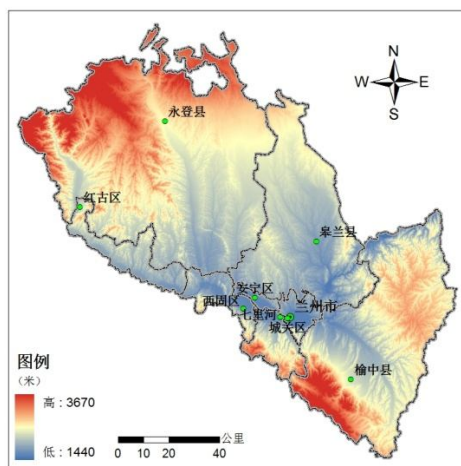 N
W E
S
永登县
红古区
皋兰县
安宁区
西固区
兰州市
七里河
城关区
榆中县
图例
（米）
高：3670
低：1440
公里
0 10 20 40